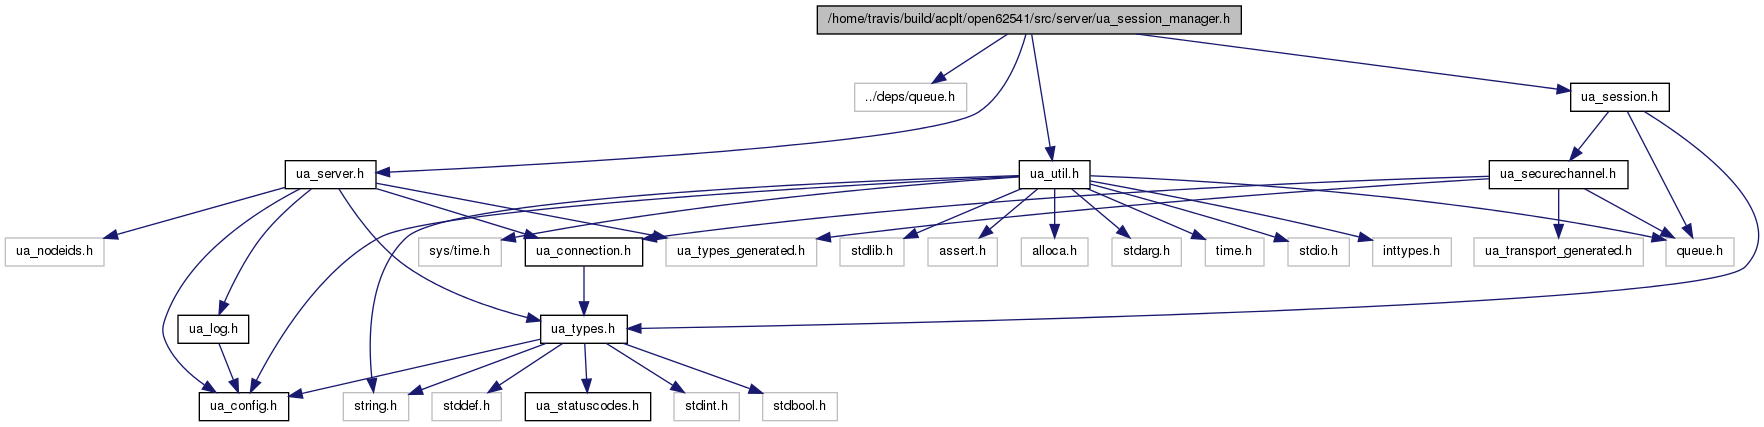 /home/travis/build/acplt/open62541/src/server/ua_session_manager.h
../deps/queue.h
ua_session.h
ua_server.h
ua_util.h
ua_securechannel.h
ua_nodeids.h
sys/time.h
ua_connection.h
ua_types_generated.h
stdlib.h
assert.h
alloca.h
stdarg.h
time.h
stdio.h
inttypes.h
ua_transport_generated.h
queue.h
ua_log.h
ua_types.h
ua_config.h
string.h
stddef.h
ua_statuscodes.h
stdint.h
stdbool.h